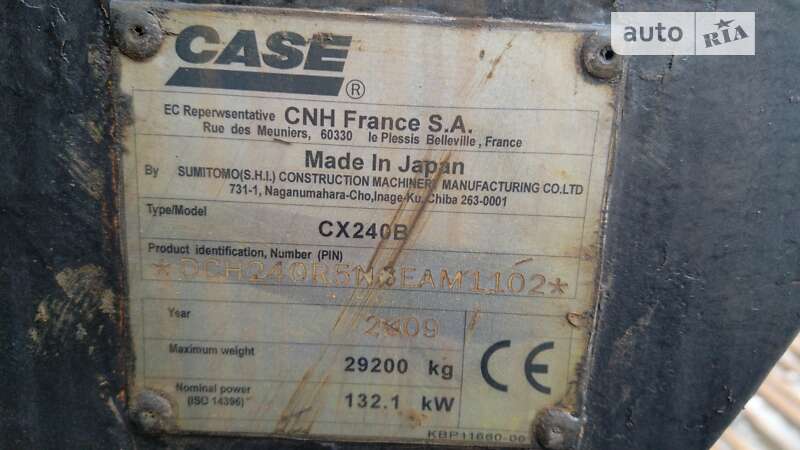 auto RIA
CASE
®
EC Reperwsentative CNH France S.A.
Rue des Meuniers, 60330 le Plessis Belleville, France
Made In Japan
By SUMITOMO(S.H.I.) CONSTRUCTION MACHINERY MANUFACTURING CO.LTD
731-1, Naganumahara-Cho,Inage-Ku,Chiba 263-0001
Type/Model
CX240B
Product identification, Number (PIN)
Year
2009
Maximum weight
29200 kg
Nominal power
(ISO 14396)
132.1 kW
CE